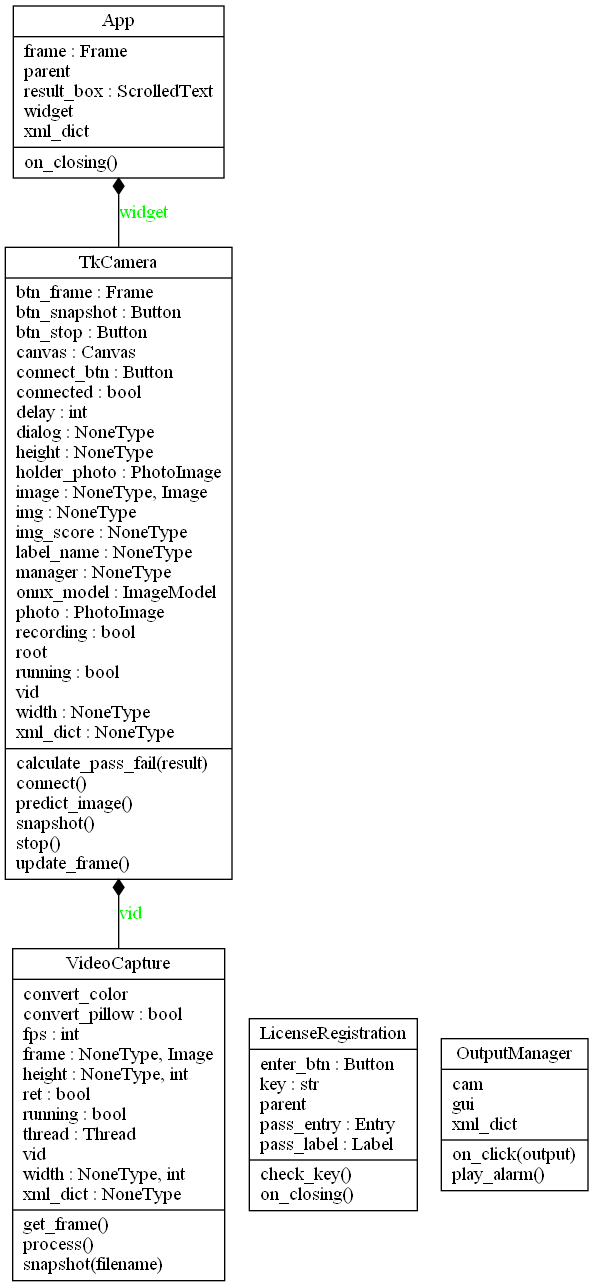 App
frame : Frame
parent
result_box : ScrolledText
widget
xml_dict
on_closing()
widget
TkCamera
btn_frame : Frame
btn_snapshot : Button
btn_stop : Button
canvas : Canvas
connect_btn : Button
connected : bool
delay : int
dialog : NoneType
height : NoneType
holder_photo : PhotoImage
image : NoneType, Image
img : NoneType
img_score : NoneType
label_name : NoneType
manager : NoneType
onnx_model : ImageModel
photo : PhotoImage
recording : bool
root
running : bool
vid
width : NoneType
xml_dict : NoneType
calculate_pass_fail(result)
connect()
predict_image()
snapshot()
stop()
update_frame()
vid
VideoCapture
convert_color
convert_pillow : bool
fps : int
frame : NoneType, Image
height : NoneType, int
ret : bool
running : bool
thread : Thread
vid
width : NoneType, int
xml_dict : NoneType
get_frame()
process()
snapshot(filename)
LicenseRegistration
enter_btn : Button
key : str
parent
pass_entry : Entry
pass_label : Label
check_key()
on_closing()
OutputManager
cam
gui
xml_dict
on_click(output)
play_alarm()